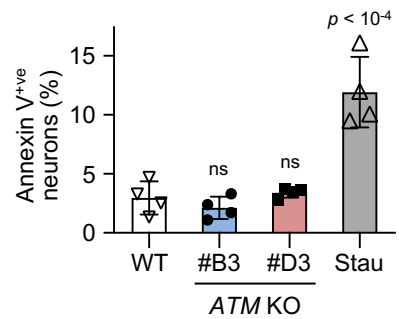 p < 10⁻⁴
15
10
5
0
Annexin V⁺ᵛᵉ
neurons (%)
ns
ns
WT
#B3
#D3
Stau
ATM KO